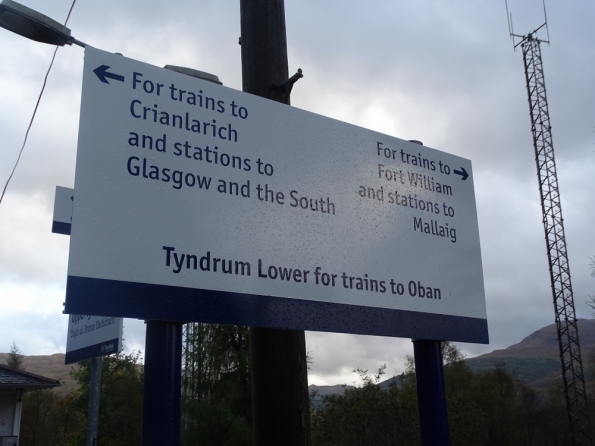 For trains to
Crianlarich
and stations to
Glasgow and the South
For trains to
Fort William
and stations to
Mallaig
Tyndrum Lower for trains to Oban